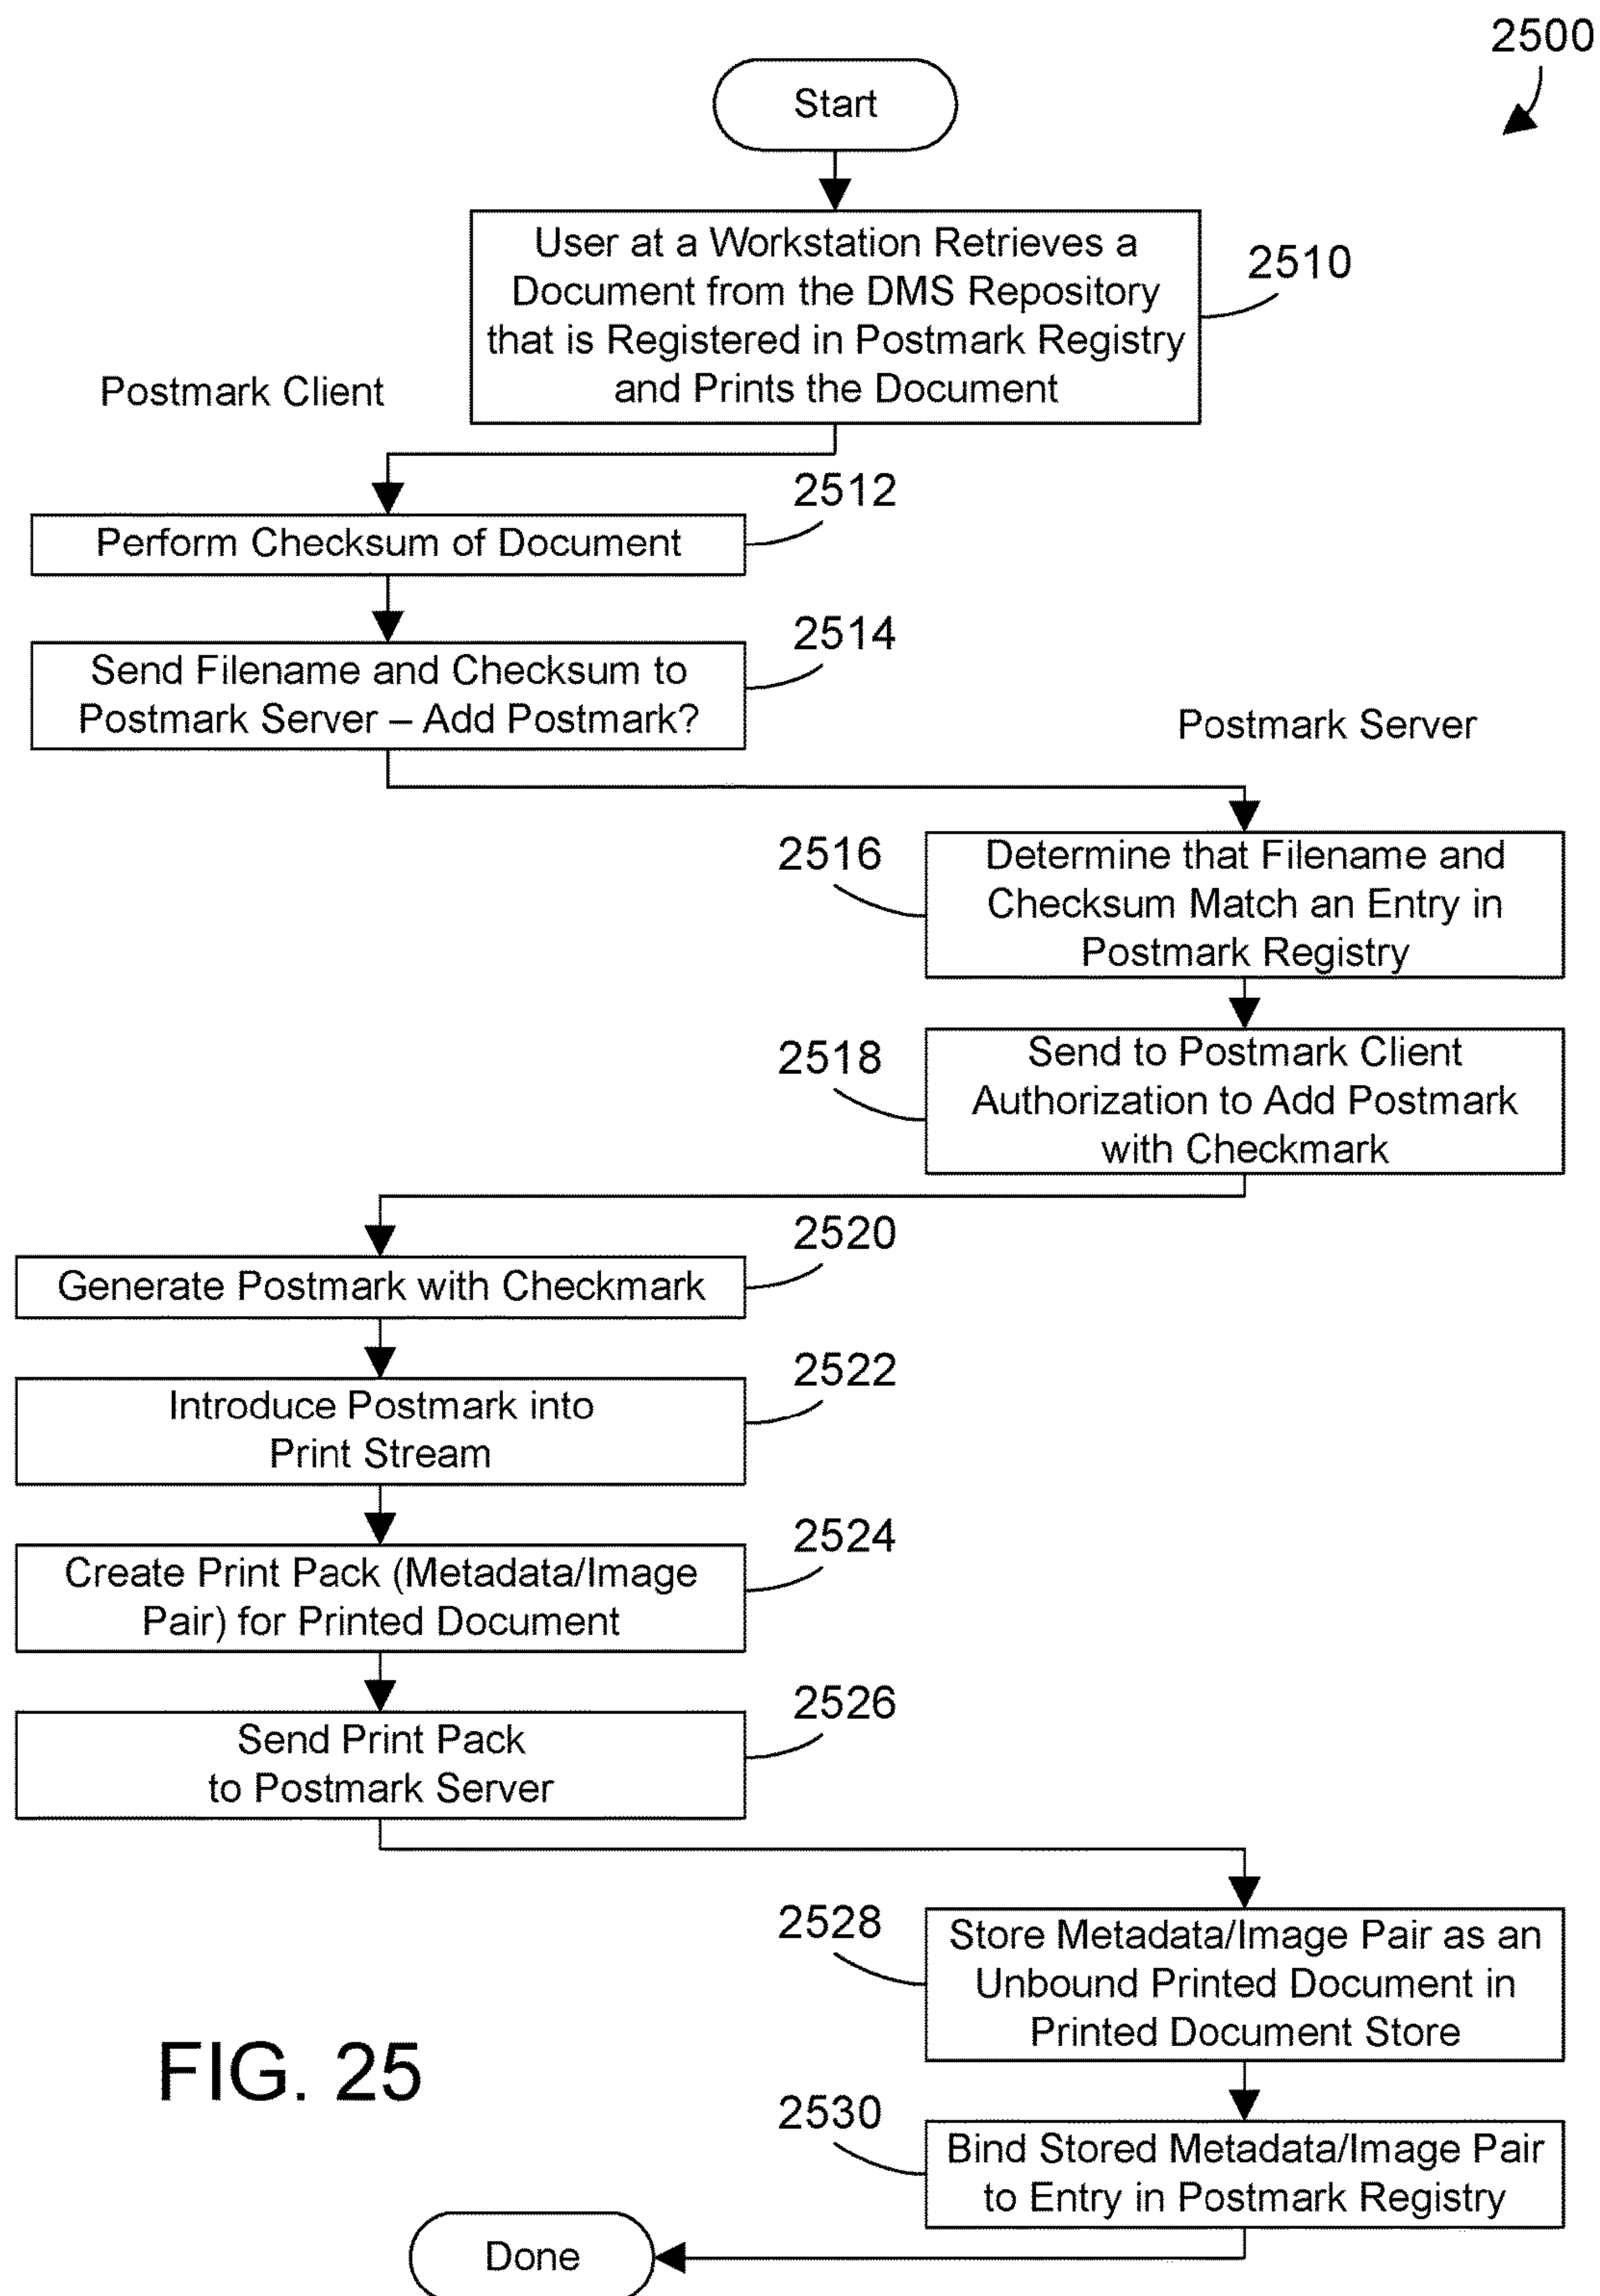 2500
Start
User at a Workstation Retrieves a
Document from the DMS Repository
that is Registered in Postmark Registry
and Prints the Document
2510
Postmark Client
2512
Perform Checksum of Document
2514
Send Filename and Checksum to
Postmark Server – Add Postmark?
Postmark Server
2516
Determine that Filename and
Checksum Match an Entry in
Postmark Registry
2518
Send to Postmark Client
Authorization to Add Postmark
with Checkmark
2520
Generate Postmark with Checkmark
2522
Introduce Postmark into
Print Stream
2524
Create Print Pack (Metadata/Image
Pair) for Printed Document
2526
Send Print Pack
to Postmark Server
2528
Store Metadata/Image Pair as an
Unbound Printed Document in
Printed Document Store
FIG. 25
2530
Bind Stored Metadata/Image Pair
to Entry in Postmark Registry
Done